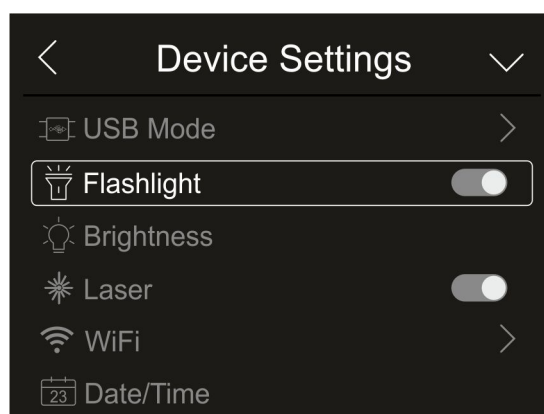 Device Settings
USB Mode
Flashlight
Brightness
Laser
WiFi
23 Date/Time